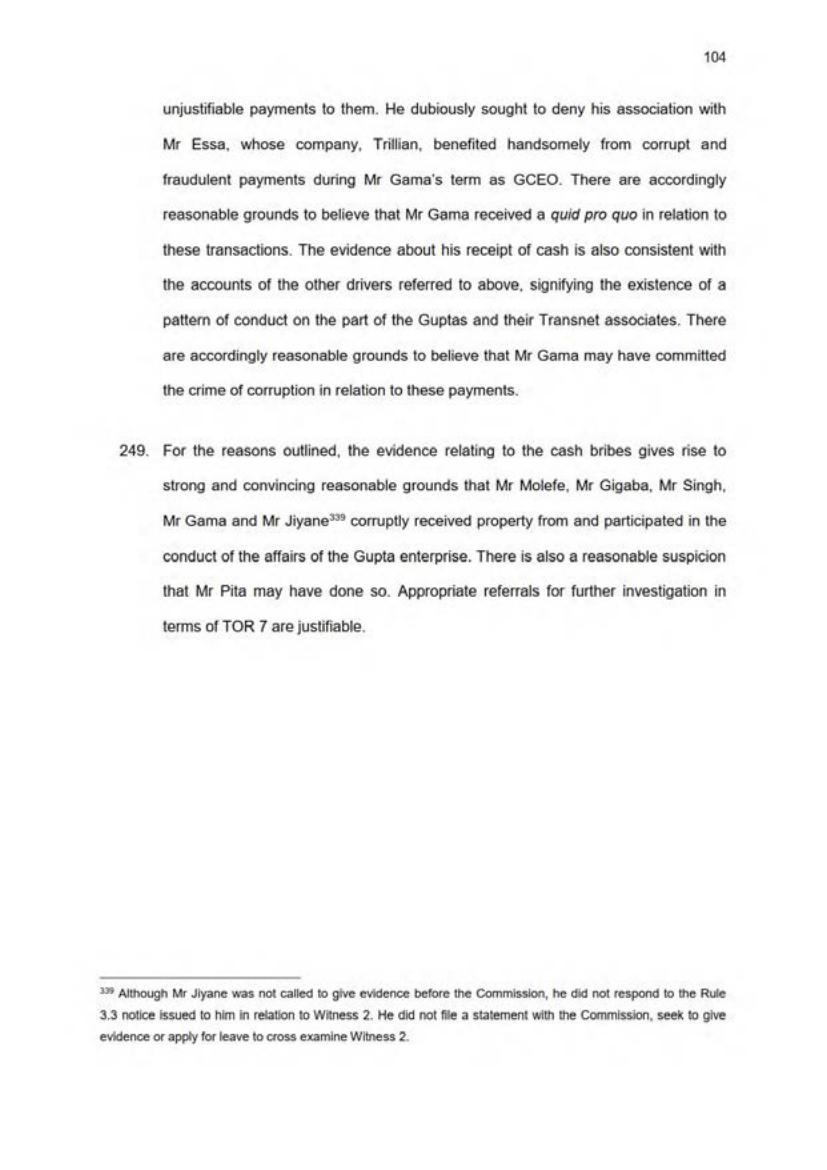 104
unjustifiable payments to them. He dubiously sought to deny his association with
Mr Essa, whose company, Trillian, benefited handsomely from corrupt and
fraudulent payments during Mr Gama's term as GCEO. There are accordingly
reasonable grounds to believe that Mr Gama received a quid pro quo in relation to
these transactions. The evidence about his receipt of cash is also consistent with
the accounts of the other drivers referred to above, signifying the existence of a
pattern of conduct on the part of the Guptas and their Transnet associates. There
are accordingly reasonable grounds to believe that Mr Gama may have committed
the crime of corruption in relation to these payments.
249. For the reasons outlined, the evidence relating to the cash bribes gives rise to
strong and convincing reasonable grounds that Mr Molefe, Mr Gigaba, Mr Singh,
Mr Gama and Mr Jiyane339 corruptly received property from and participated in the
conduct of the affairs of the Gupta enterprise. There is also a reasonable suspicion
that Mr Pita may have done so. Appropriate referrals for further investigation in
terms of TOR 7 are justifiable.
339 Although Mr Jiyane was not called to give evidence before the Commission, he did not respond to the Rule
3.3 notice issued to him in relation to Witness 2. He did not file a statement with the Commission, seek to give
evidence or apply for leave to cross examine Witness 2.